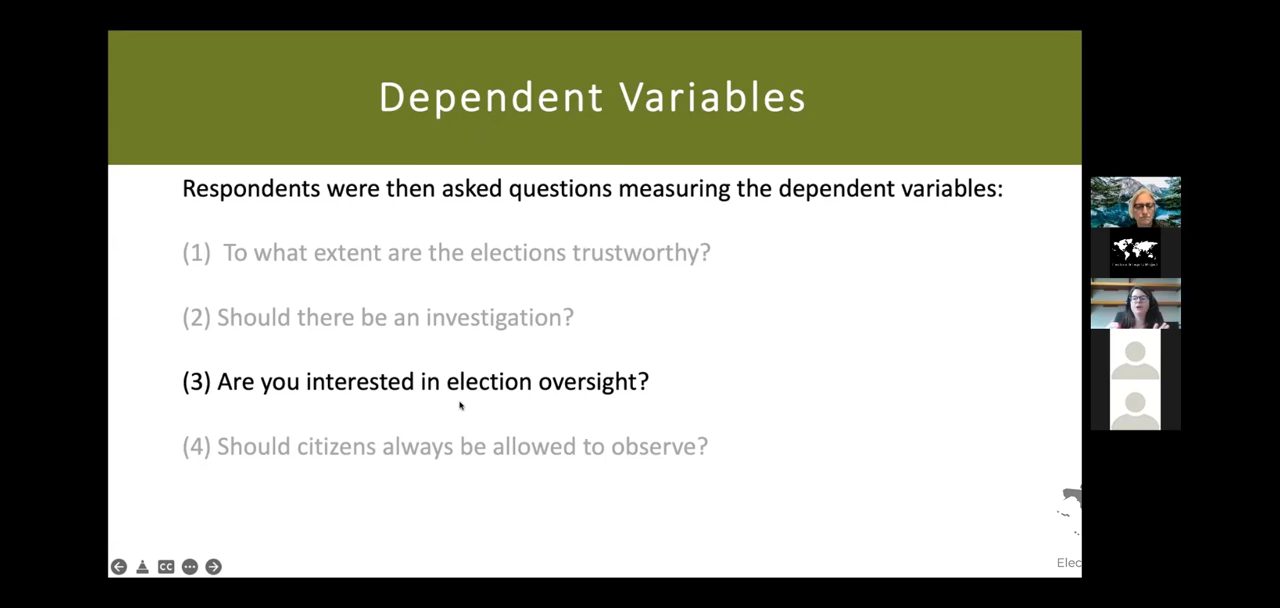 Dependent Variables
Respondents were then asked questions measuring the dependent variables:
(1) To what extent are the elections trustworthy?
(2) Should there be an investigation?
(3) Are you interested in election oversight?
(4) Should citizens always be allowed to observe?
CC
Elec